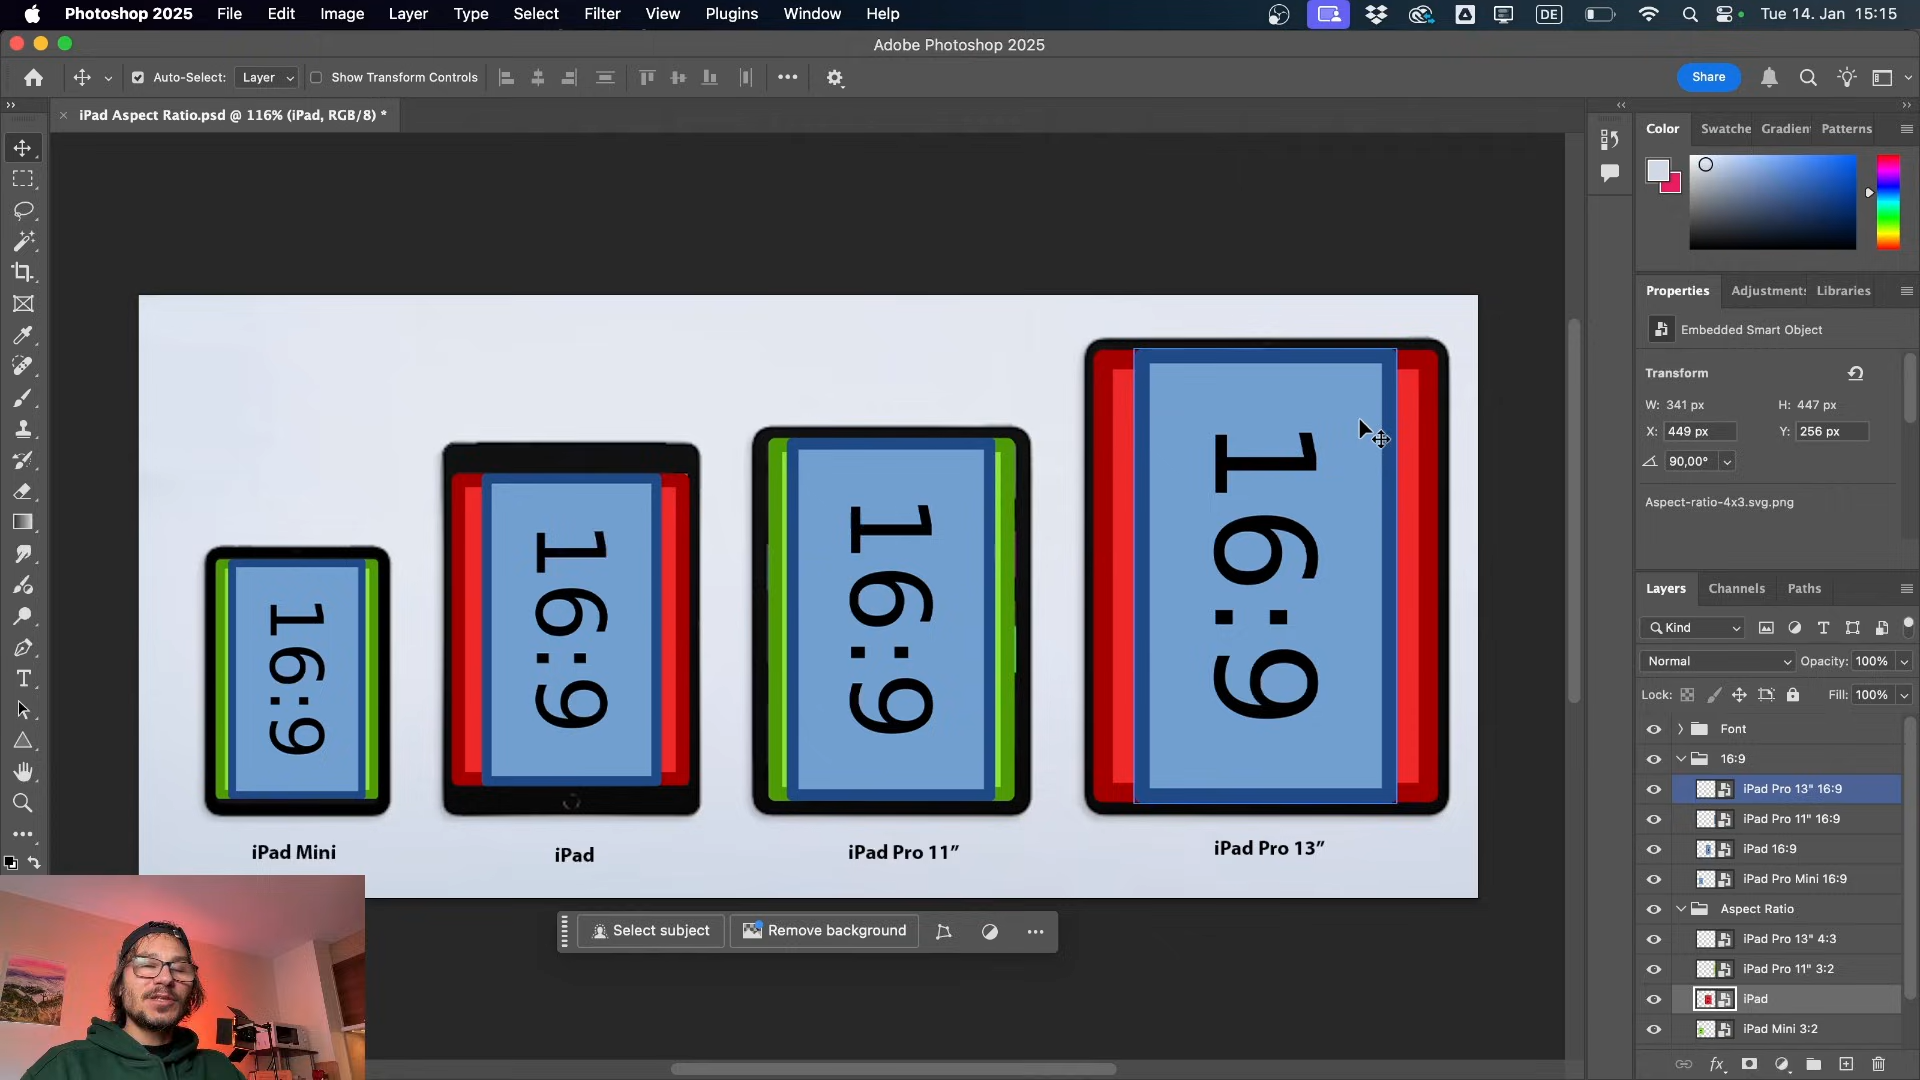 Photoshop 2025 File Edit Image Layer Type Select Filter View Plugins Window Help DE Tue 14. Jan 15:15
Adobe Photoshop 2025
Auto-Select: Layer Show Transform Controls Share
iPad Aspect Ratio.psd @ 116% (iPad, RGB/8) *
Color Swatche Gradien Patterns
Properties Adjustment: Libraries
Embedded Smart Object
Transform
W: 341 px H: 447 px
X: 449 px Y: 256 px
90,00°
Aspect-ratio-4x3.svg.png
16:9
16:9
16:9
16:9
iPad Mini
iPad
iPad Pro 11”
iPad Pro 13”
Select subject Remove background
Layers Channels Paths
Kind
Normal Opacity: 100%
Lock: Fill: 100%
Font
16:9
iPad Pro 13" 16:9
iPad Pro 11" 16:9
iPad 16:9
iPad Pro Mini 16:9
Aspect Ratio
iPad Pro 13" 4:3
iPad Pro 11" 3:2
iPad
iPad Mini 3:2
fx